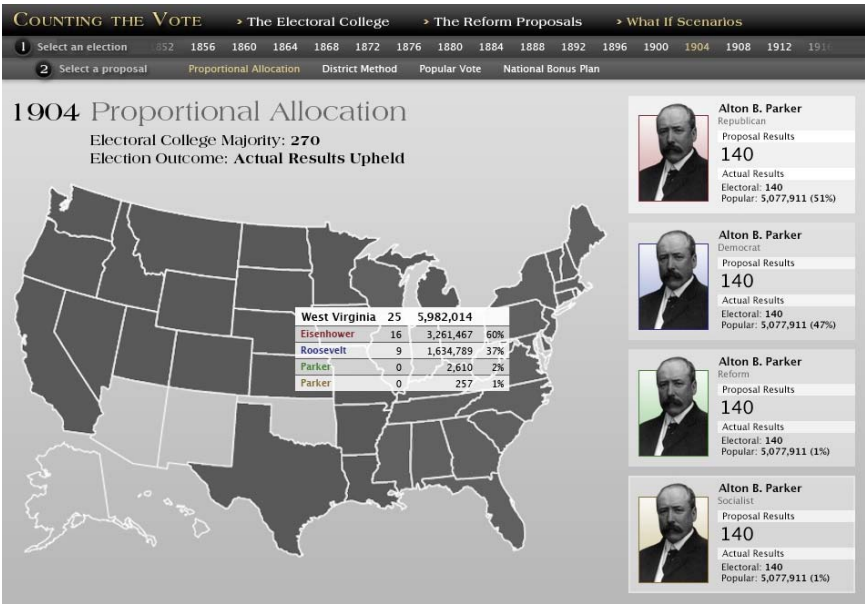 COUNTING THE VOTE > The Electoral College > The Reform Proposals > What If Scenarios
1 Select an election 852 1856 1860 1864 1868 1872 1876 1880 1884 1888 1892 1896 1900 1904 1908 1912 191
2 Select a proposal Proportional Allocation District Method Popular Vote National Bonus Plan
1904 Proportional Allocation
Electoral College Majority: 270
Election Outcome: Actual Results Upheld
West Virginia 25 5,982,014
Eisenhower 16 3,261,467 60%
Roosevelt 9 1,634,789 37%
Parker 0 2,610 2%
Parker 0 257 1%
Alton B. Parker
Republican
Proposal Results
140
Actual Results
Electoral: 140
Popular: 5,077,911 (51%)
Alton B. Parker
Democrat
Proposal Results
140
Actual Results
Electoral: 140
Popular: 5,077,911 (47%)
Alton B. Parker
Reform
Proposal Results
140
Actual Results
Electoral: 140
Popular: 5,077,911 (1%)
Alton B. Parker
Socialist
Proposal Results
140
Actual Results
Electoral: 140
Popular: 5,077,911 (1%)